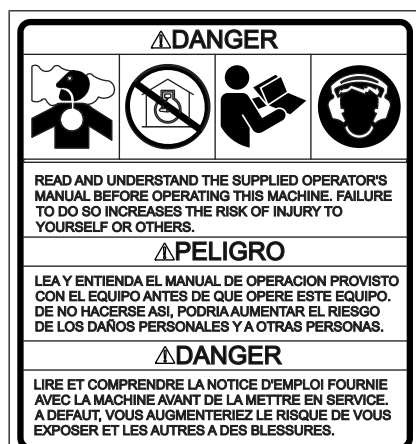 ⚠DANGER
READ AND UNDERSTAND THE SUPPLIED OPERATOR'S
MANUAL BEFORE OPERATING THIS MACHINE. FAILURE
TO DO SO INCREASES THE RISK OF INJURY TO
YOURSELF OR OTHERS.
⚠PELIGRO
LEA Y ENTIENDA EL MANUAL DE OPERACION PROVISTO
CON EL EQUIPO ANTES DE QUE OPERE ESTE EQUIPO.
DE NO HACERSE ASI, PODRIA AUMENTAR EL RIESGO
DE LOS DAÑOS PERSONALES Y A OTRAS PERSONAS.
⚠DANGER
LIRE ET COMPRENDRE LA NOTICE D'EMPLOI FOURNIE
AVEC LA MACHINE AVANT DE LA METTRE EN SERVICE.
A DEFAUT, VOUS AUGMENTERIEZ LE RISQUE DE VOUS
EXPOSER ET LES AUTRES A DES BLESSURES.